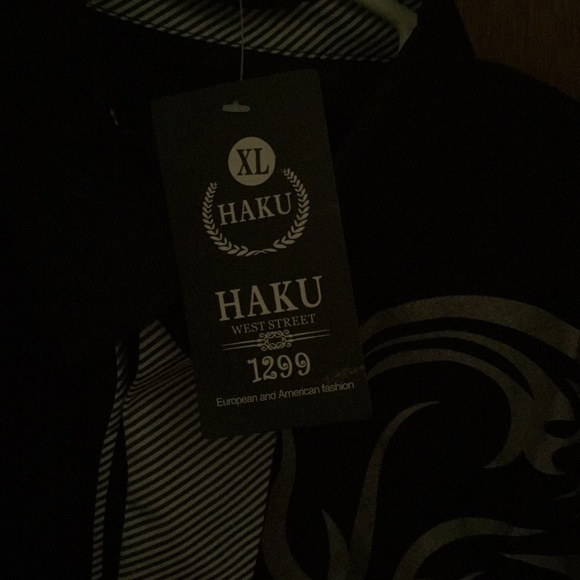 XL
HAKU
HAKU
WEST STREET
1299
European and American fashion